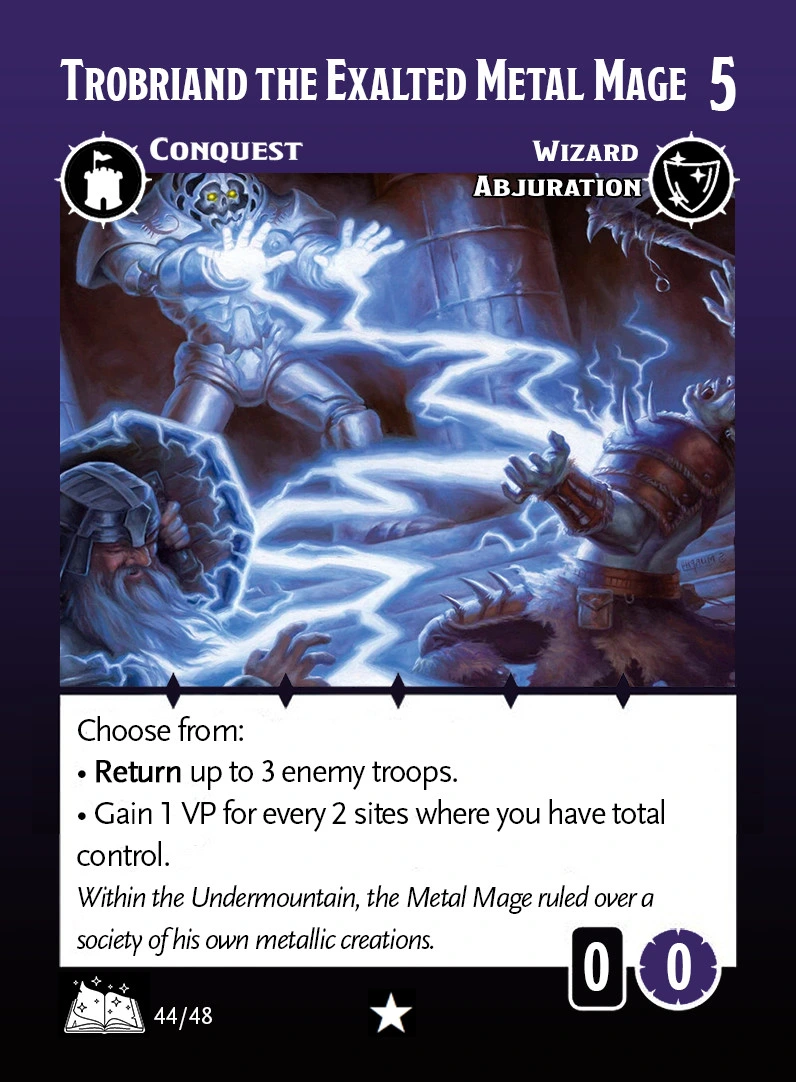 TROBRIAND THE EXALTED METAL MAGE 5
CONQUEST
WIZARD
ABJURATION
Choose from:
• Return up to 3 enemy troops.
• Gain 1 VP for every 2 sites where you have total
control.
Within the Undermountain, the Metal Mage ruled over a
society of his own metallic creations.
0 0
44/48